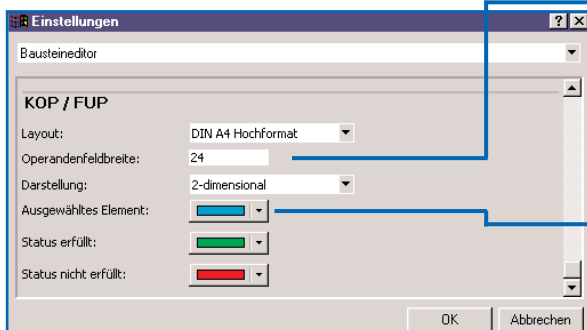 Einstellungen
Bausteineditor
KOP / FUP
Layout: DIN A4 Hochformat
Operandenfeldbreite: 24
Darstellung: 2-dimensional
Ausgewähltes Element:
Status erfüllt:
Status nicht erfüllt:
OK Abbrechen